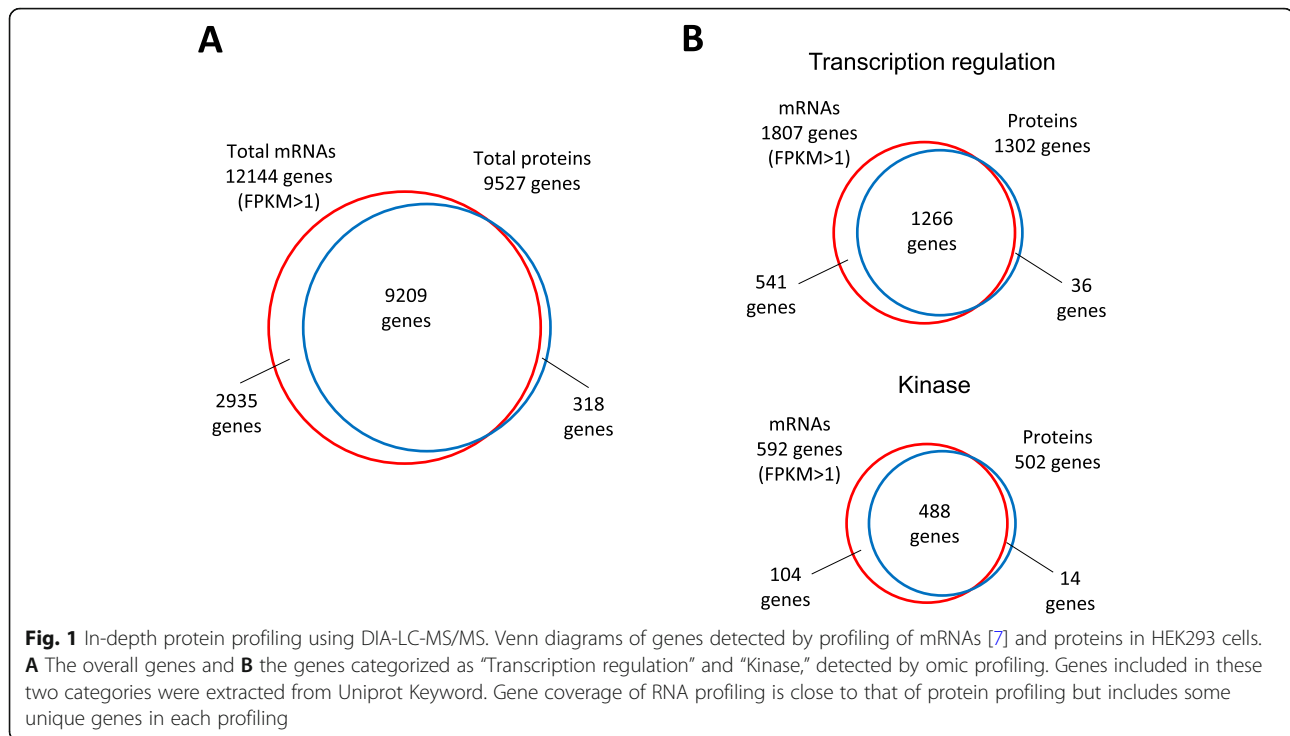 A
Total mRNAs
12144 genes
(FPKM>1)
Total proteins
9527 genes
9209
genes
2935
genes
318
genes
B
Transcription regulation
mRNAs
1807 genes
(FPKM>1)
Proteins
1302 genes
1266
genes
541
genes
36
genes
Kinase
mRNAs
592 genes
(FPKM>1)
Proteins
502 genes
488
genes
104
genes
14
genes
Fig. 1 In-depth protein profiling using DIA-LC-MS/MS. Venn diagrams of genes detected by profiling of mRNAs [7] and proteins in HEK293 cells.
A The overall genes and B the genes categorized as “Transcription regulation” and “Kinase,” detected by omic profiling. Genes included in these
two categories were extracted from Uniprot Keyword. Gene coverage of RNA profiling is close to that of protein profiling but includes some
unique genes in each profiling